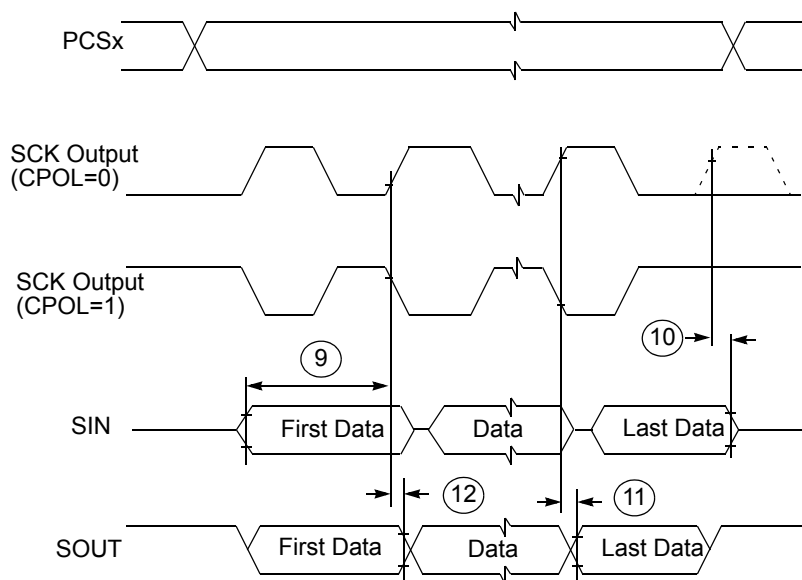 PCSx
SCK Output
(CPOL=0)
SCK Output
(CPOL=1)
10
9
SIN
First Data
Data
Last Data
12
11
SOUT
First Data
Data
Last Data